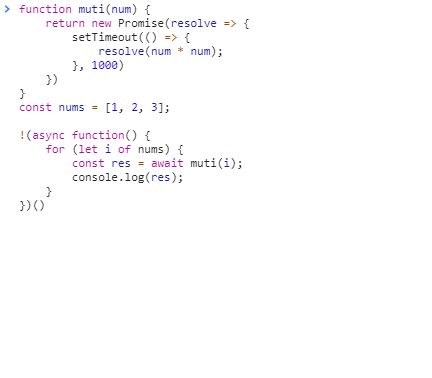 > function muti(num) {
return new Promise(resolve => {
setTimeout(() => {
resolve(num * num);
}, 1000)
})
}
const nums = [1, 2, 3];
!(async function() {
for (let i of nums) {
const res = await muti(i);
console.log(res);
}
})()